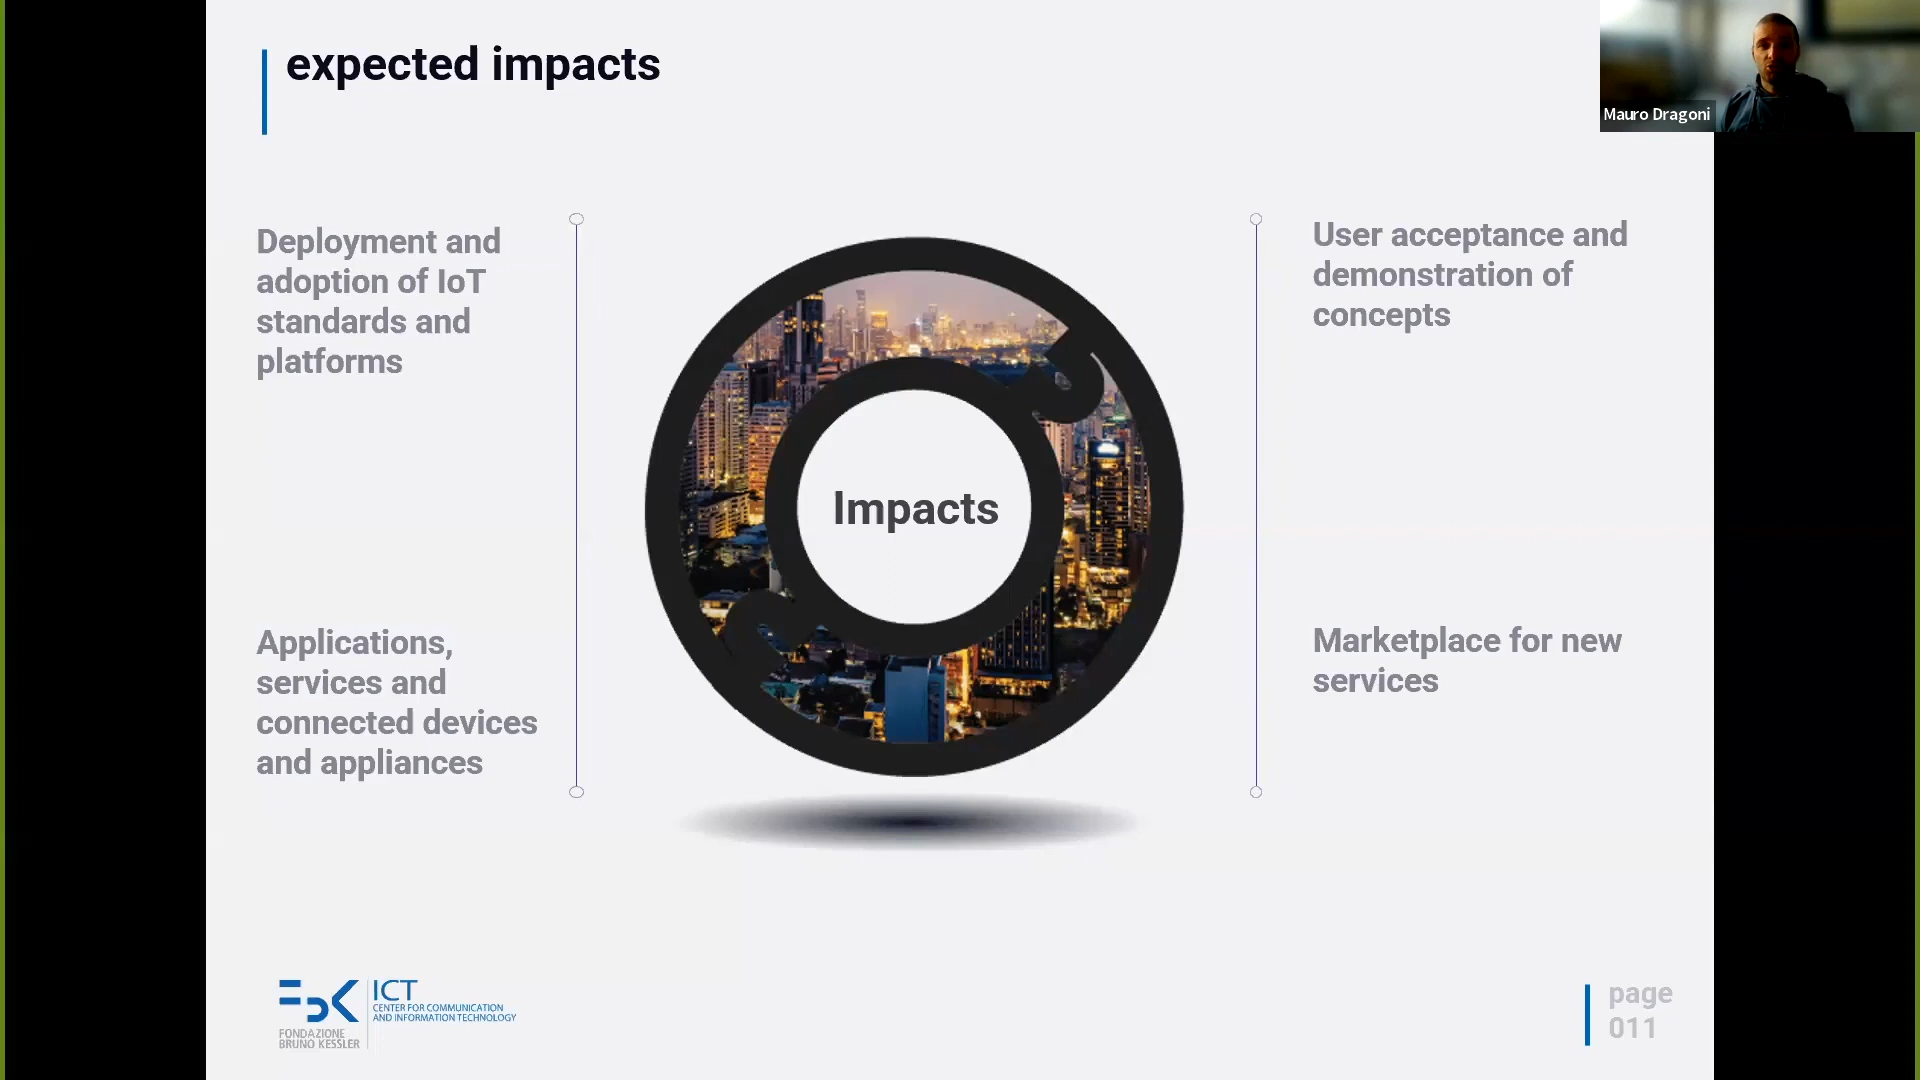 expected impacts
Mauro Dragoni
Deployment and
adoption of IoT
standards and
platforms
Applications,
services and
connected devices
and appliances
Impacts
User acceptance and
demonstration of
concepts
Marketplace for new
services
FBK
FONDAZIONE
BRUNO KESSLER
ICT
CENTER FOR COMMUNICATION
AND INFORMATION TECHNOLOGY
page
011